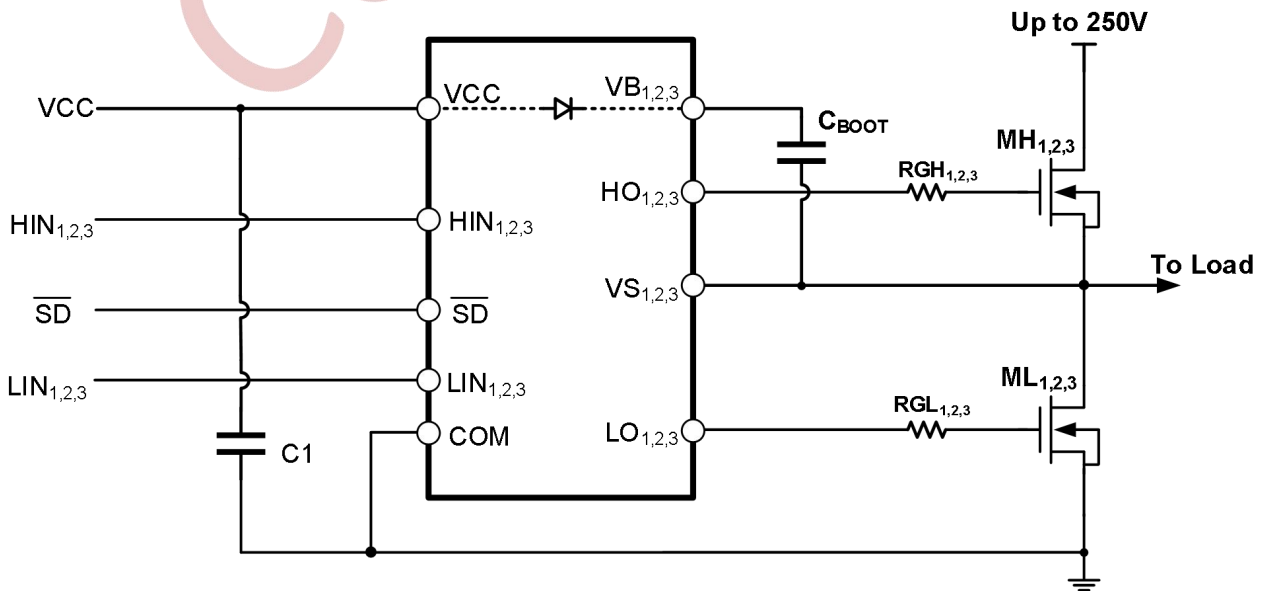 Up to 250V
VCC
VCC
VB1,2,3
CBOOT
MH1,2,3
RGH1,2,3
HO1,2,3
HIN1,2,3
HIN1,2,3
To Load
VS1,2,3
S̅D̅
S̅D̅
ML1,2,3
LIN1,2,3
LIN1,2,3
RGL1,2,3
LO1,2,3
COM
C1